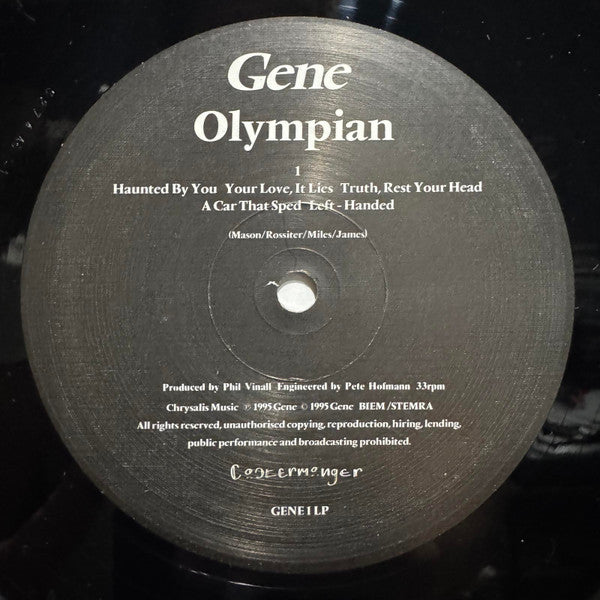 Gene
Olympian
1
Haunted By You Your Love, It Lies Truth, Rest Your Head
A Car That Sped Left - Handed
(Mason/Rossiter/Miles/James)
Produced by Phil Vinall Engineered by Pete Hofmann 33rpm
Chrysalis Music ℗ 1995 Gene © 1995 Gene BIEM/STEMRA
All rights reserved, unauthorised copying, reproduction, hiring, lending,
public performance and broadcasting prohibited.
Costermonger
GENE 1 LP